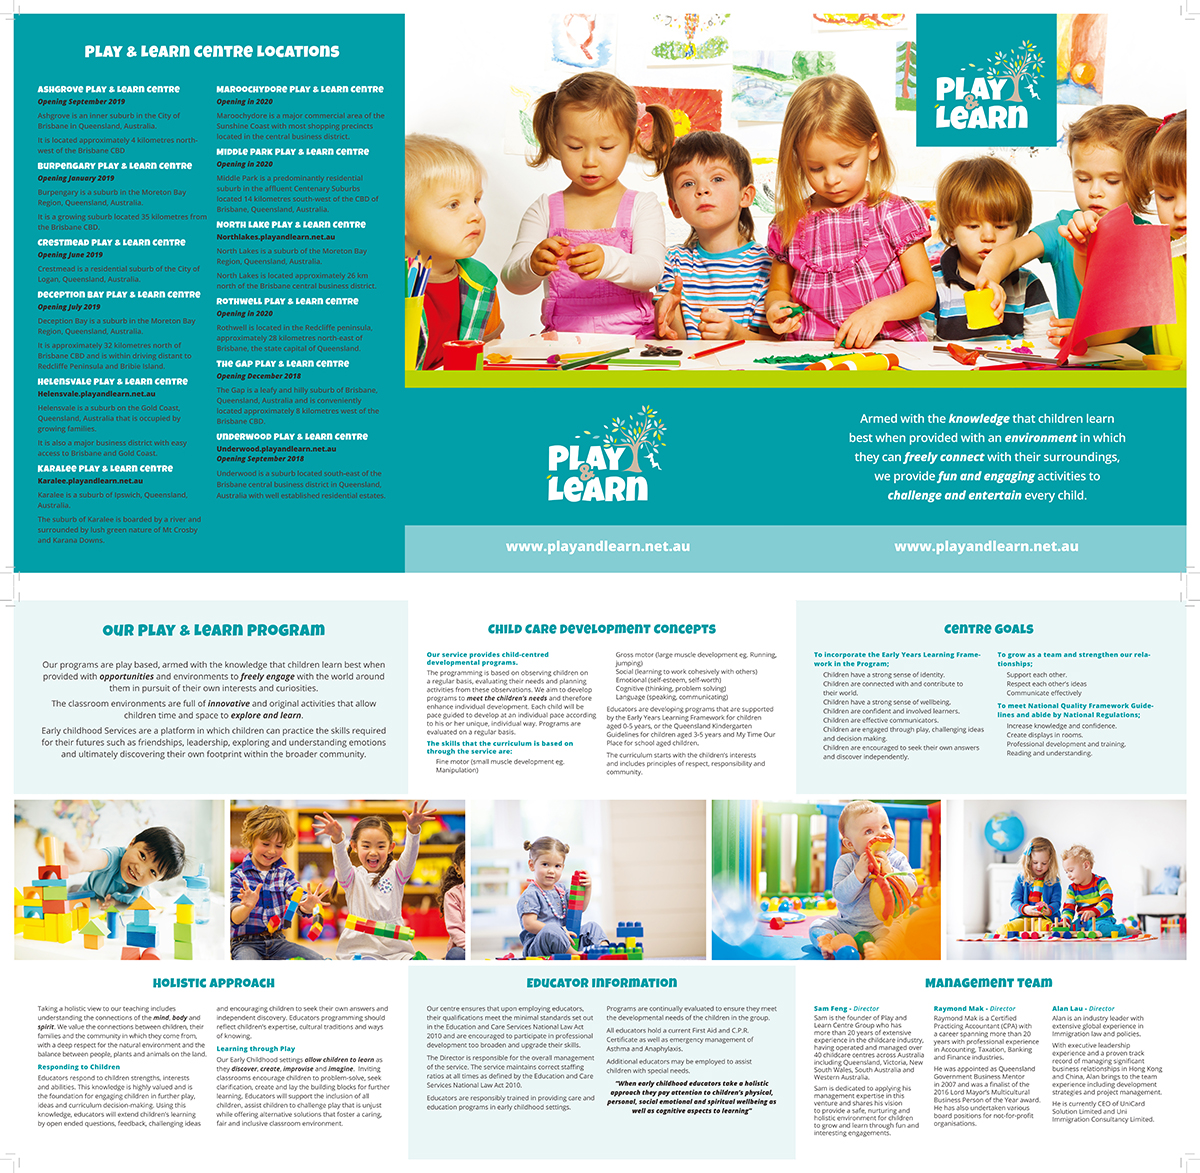 PLAY & LEARN CENTRE LOCATIONS
ASHGROVE PLAY & LEARN CENTRE
Opening September 2019
Ashgrove is an inner suburb in the City of
Brisbane in Queensland, Australia.
It is located approximately 4 kilometres north-
west of the Brisbane CBD
BURPENGARY PLAY & LEARN CENTRE
Opening January 2019
Burpengary is a suburb in the Moreton Bay
Region, Queensland, Australia.
It is a growing suburb located 35 kilometres from
the Brisbane CBD.
CRESTMEAD PLAY & LEARN CENTRE
Opening June 2019
Crestmead is a residential suburb of the City of
Logan, Queensland, Australia.
DECEPTION BAY PLAY & LEARN CENTRE
Opening July 2019
Deception Bay is a suburb in the Moreton Bay
Region, Queensland, Australia.
It is approximately 32 kilometres north of
Brisbane CBD and is within driving distant to
Redcliffe Peninsula and Bribie island.
HELENSVALE PLAY & LEARN CENTRE
Helensvale.playandlearn.net.au
Helensvale is a suburb on the Gold Coast,
Queensland, Australia that is occupied by
growing families.
It is also a major business district with easy
access to Brisbane and Gold Coast.
KARALEE PLAY & LEARN CENTRE
Karalee.playandlearn.net.au
Karalee is a suburb of Ipswich, Queensland,
Australia.
The suburb of Karalee is boarded by a river and
surrounded by lush green nature of Mt Crosby
and Karana Downs.
MAROOCHYDORE PLAY & LEARN CENTRE
Opening in 2020
Maroochydore is a major commercial area of the
Sunshine Coast with most shopping precincts
located in the central business district.
MIDDLE PARK PLAY & LEARN CENTRE
Opening in 2020
Middle Park is a predominantly residential
suburb in the affluent Centenary Suburbs
located 14 kilometres south-west of the CBD of
Brisbane, Queensland, Australia.
NORTH LAKE PLAY & LEARN CENTRE
Northlakes.playandlearn.net.au
North Lakes is a suburb of the Moreton Bay
Region, Queensland, Australia.
North Lakes is located approximately 26 km
north of the Brisbane central business district.
ROTHWELL PLAY & LEARN CENTRE
Opening in 2020
Rothwell is located in the Redcliffe peninsula,
approximately 28 kilometres north-east of
Brisbane, the state capital of Queensland.
THE GAP PLAY & LEARN CENTRE
Opening December 2018
The Gap is a leafy and hilly suburb of Brisbane,
Queensland, Australia and is conveniently
located approximately 8 kilometres west of the
Brisbane CBD.
UNDERWOOD PLAY & LEARN CENTRE
Underwood.playandlearn.net.au
Opening September 2018
Underwood is a suburb located south-east of the
Brisbane central business district in Queensland,
Australia with well established residential estates.
PLAY
&
LEARN
PLAY
&
LEARN
www.playandlearn.net.au
Armed with the knowledge that children learn
best when provided with an environment in which
they can freely connect with their surroundings,
we provide fun and engaging activities to
challenge and entertain every child.
www.playandlearn.net.au
OUR PLAY & LEARN PROGRAM
Our programs are play based, armed with the knowledge that children learn best when
provided with opportunities and environments to freely engage with the world around
them in pursuit of their own interests and curiosities.
The classroom environments are full of innovative and original activities that allow
children time and space to explore and learn.
Early childhood Services are a platform in which children can practice the skills required
for their futures such as friendships, leadership, exploring and understanding emotions
and ultimately discovering their own footprint within the broader community.
CHILD CARE DEVELOPMENT CONCEPTS
Our service provides child-centred
developmental programs.
The programming is based on observing children on
a regular basis, evaluating their needs and planning
activities from these observations. We aim to develop
programs to meet the children's needs and therefore
enhance individual development. Each child will be
pace guided to develop at an individual pace according
to his or her unique, individual way. Programs are
evaluated on a regular basis.
The skills that the curriculum is based on
through the service are:
Fine motor (small muscle development eg.
Manipulation)
Gross motor (large muscle development eg. Running,
jumping)
Social (learning to work cohesively with others)
Emotional (self-esteem, self-worth)
Cognitive (thinking, problem solving)
Language (speaking, communicating)
Educators are developing programs that are supported
by the Early Years Learning Framework for children
aged 0-5 years, or the Queensland Kindergarten
Guidelines for children aged 3-5 years and My Time Our
Place for school aged children.
The curriculum starts with the children's interests
and includes principles of respect, responsibility and
community.
CENTRE GOALS
To incorporate the Early Years Learning Frame-
work in the Program;
Children have a strong sense of identity.
Children are connected with and contribute to
their world.
Children have a strong sense of wellbeing.
Children are confident and involved learners.
Children are effective communicators.
Children are engaged through play, challenging ideas
and decision making.
Children are encouraged to seek their own answers
and discover independently.
To grow as a team and strengthen our rela-
tionships;
Support each other.
Respect each other's ideas
Communicate effectively
To meet National Quality Framework Guide-
lines and abide by National Regulations;
Increase knowledge and confidence.
Create displays in rooms.
Professional development and training.
Reading and understanding.
HOLISTIC APPROACH
Taking a holistic view to our teaching includes
understanding the connections of the mind, body and
spirit. We value the connections between children, their
families and the community in which they come from,
with a deep respect for the natural environment and the
balance between people, plants and animals on the land.
Responding to Children
Educators respond to children strengths, interests
and abilities. This knowledge is highly valued and is
the foundation for engaging children in further play,
ideas and curriculum decision-making. Using this
knowledge, educators will extend children's learning
by open ended questions, feedback, challenging ideas
and encouraging children to seek their own answers and
independent discovery. Educators programming should
reflect children's expertise, cultural traditions and ways
of knowing.
Learning through Play
Our Early Childhood settings allow children to learn as
they discover, create, improvise and imagine. Inviting
classrooms encourage children to problem-solve, seek
clarification, create and lay the building blocks for further
learning. Educators will support the inclusion of all
children, assist children to challenge play that is unjust
while offering alternative solutions that foster a caring,
fair and inclusive classroom environment.
EDUCATOR INFORMATION
Our centre ensures that upon employing educators,
their qualifications meet the minimal standards set out
in the Education and Care Services National Law Act
2010 and are encouraged to participate in professional
development too broaden and upgrade their skills.
The Director is responsible for the overall management
of the service. The service maintains correct staffing
ratios at all times as defined by the Education and Care
Services National Law Act 2010.
Educators are responsibly trained in providing care and
education programs in early childhood settings.
Programs are continually evaluated to ensure they meet
the developmental needs of the children in the group.
All educators hold a current First Aid and C.P.R.
Certificate as well as emergency management of
Asthma and Anaphylaxis.
Additional educators may be employed to assist
children with special needs.
"When early childhood educators take a holistic
approach they pay attention to children's physical,
personal, social emotional and spiritual wellbeing as
well as cognitive aspects to learning"
MANAGEMENT TEAM
Sam Feng - Director
Sam is the founder of Play and
Learn Centre Group who has
more than 20 years of extensive
experience in the childcare industry,
having operated and managed over
40 childcare centres across Australia
including Queensland, Victoria, New
South Wales, South Australia and
Western Australia.
Sam is dedicated to applying his
management expertise in this
venture and shares his vision
to provide a safe, nurturing and
holistic environment for children
to grow and learn through fun and
interesting engagements.
Raymond Mak - Director
Raymond Mak is a Certified
Practicing Accountant (CPA) with
a career spanning more than 20
years with professional experience
in Accounting, Taxation, Banking
and Finance industries.
He was appointed as Queensland
Government Business Mentor
in 2007 and was a finalist of the
2016 Lord Mayor's Multicultural
Business Person of the Year award.
He has also undertaken various
board positions for not-for-profit
organisations.
Alan Lau - Director
Alan is an industry leader with
extensive global experience in
Immigration law and policies.
With executive leadership
experience and a proven track
record of managing significant
business relationships in Hong Kong
and China, Alan brings to the team
experience including development
strategies and project management.
He is currently CEO of UniCard
Solution Limited and Uni
Immigration Consultancy Limited.